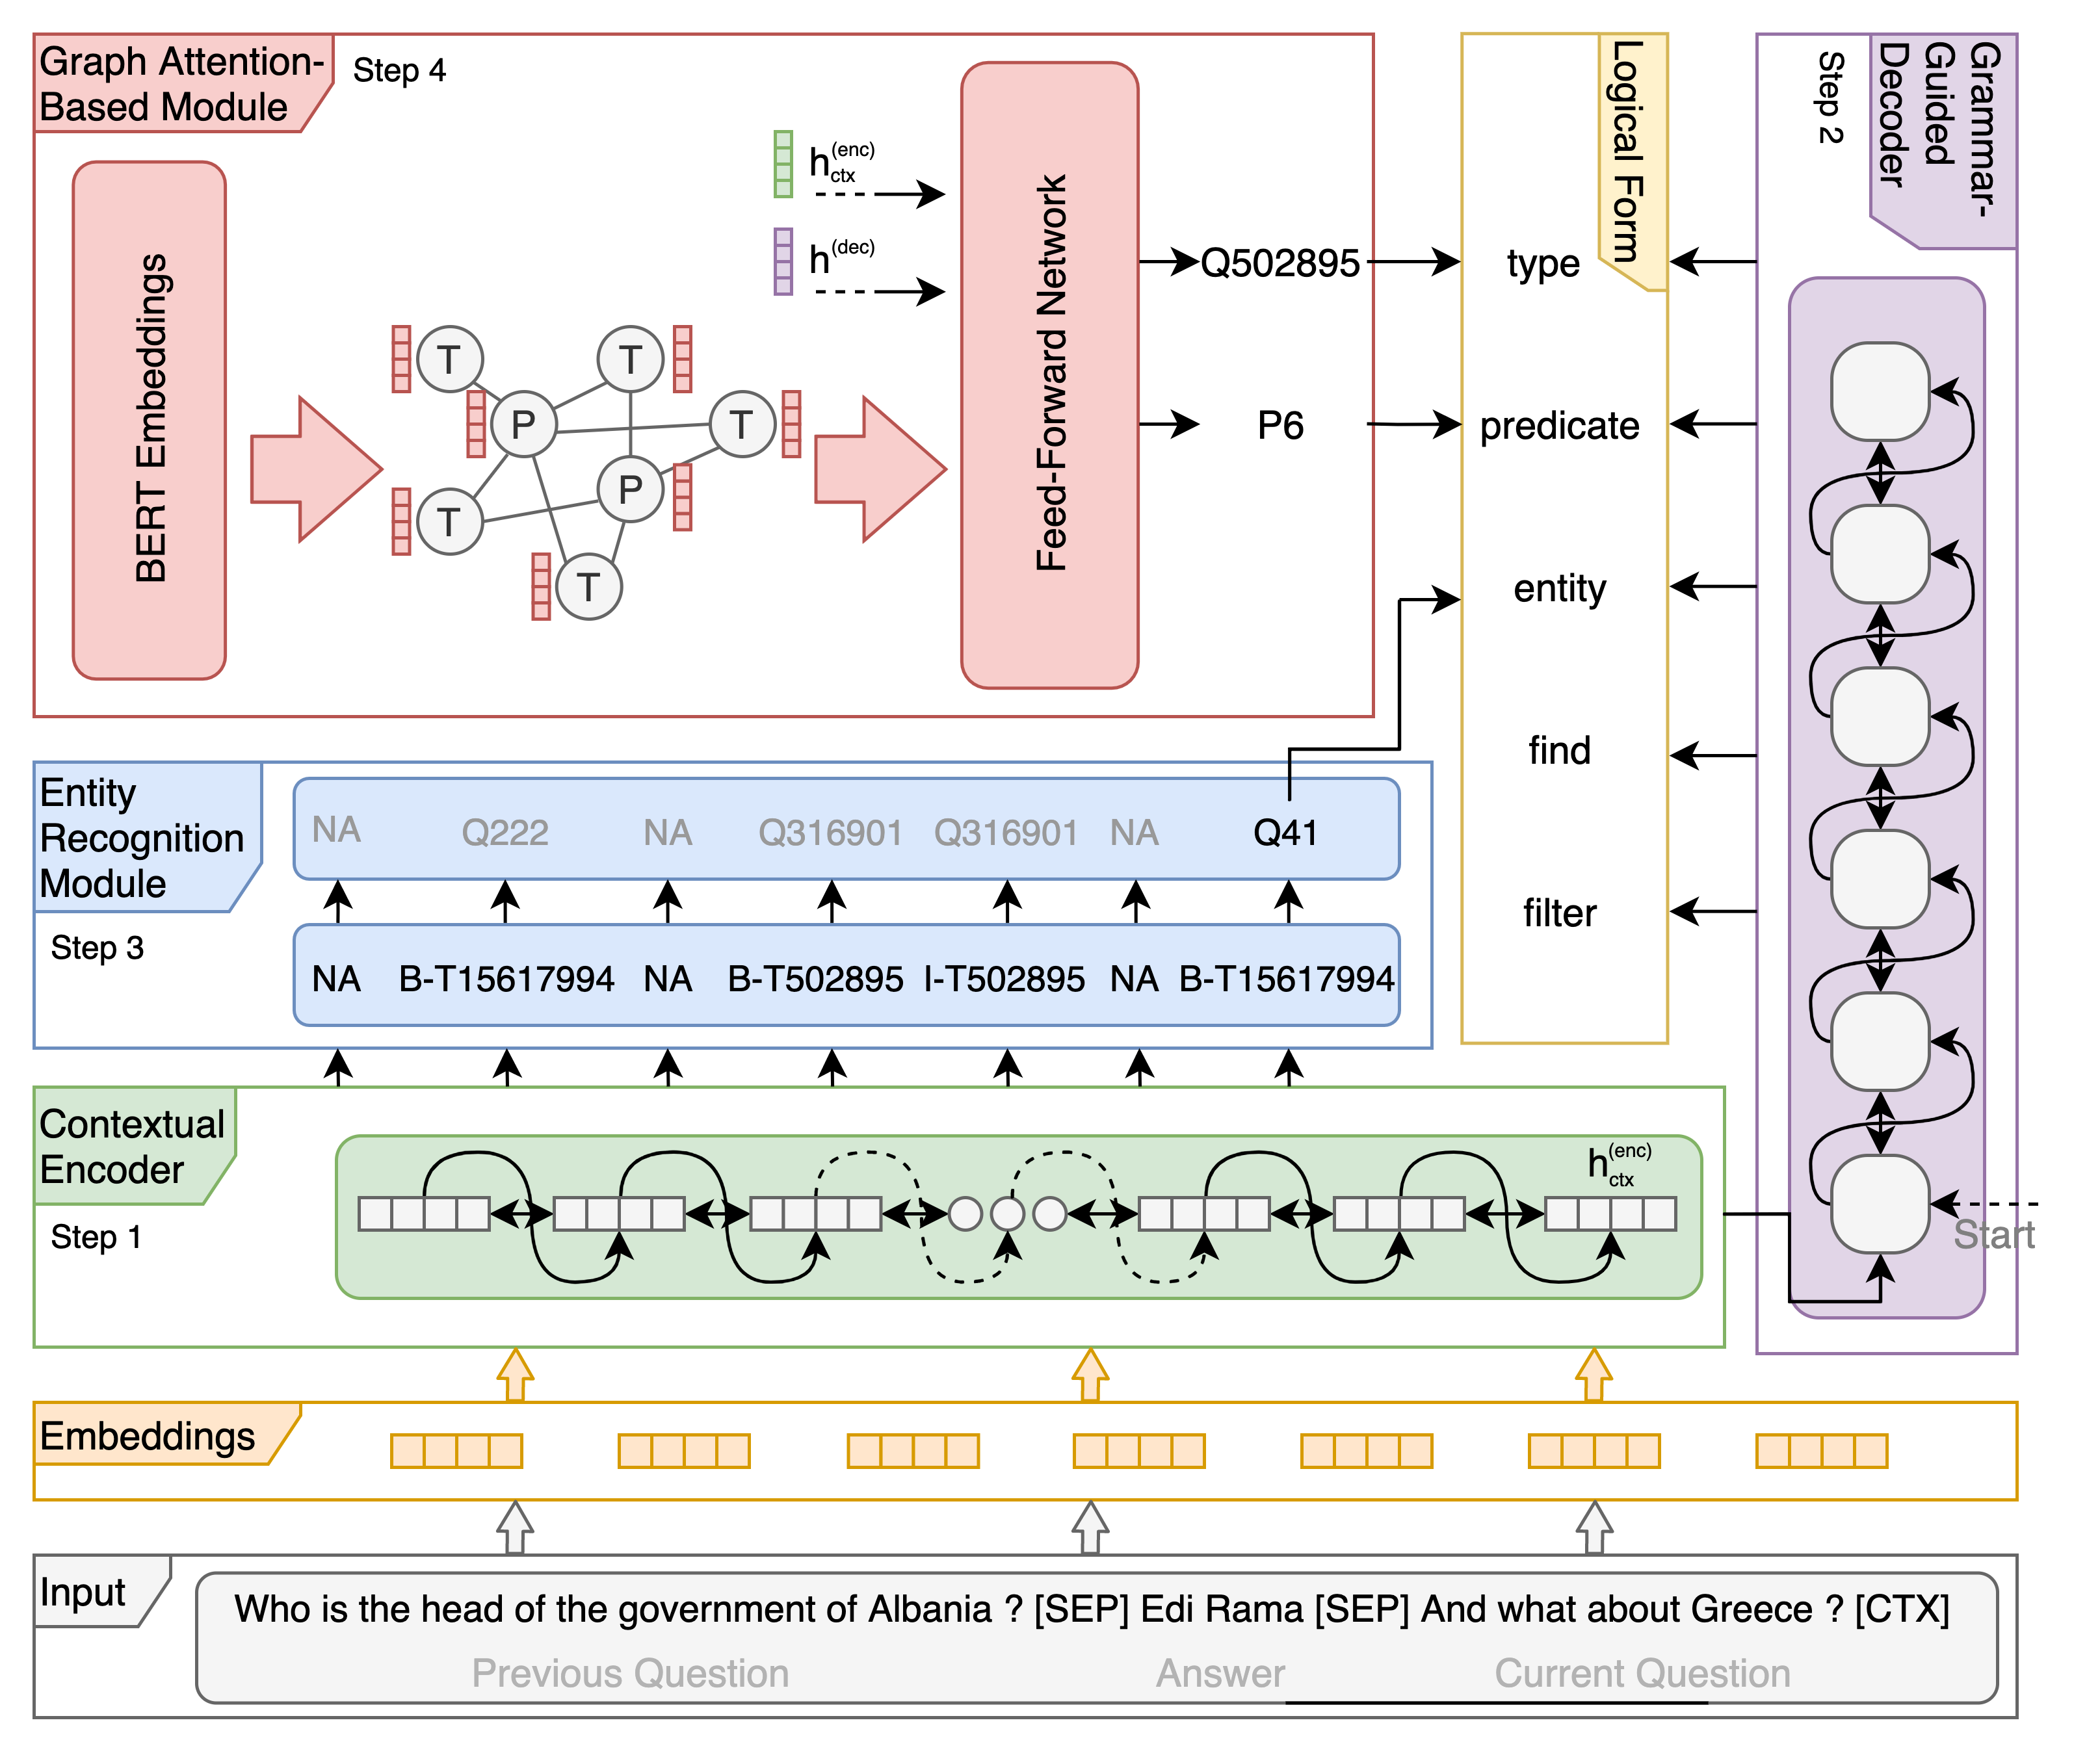 Graph Attention-
Based Module
Step 4
BERT Embeddings
T
T
P
T
P
T
T
h(enc)ctx
h(dec)
Feed-Forward Network
Q502895
P6
Logical Form
type
predicate
entity
find
filter
Grammar-
Guided
Decoder
Step 2
Start
Entity
Recognition
Module
Step 3
NA Q222 NA Q316901 Q316901 NA Q41
NA B-T15617994 NA B-T502895 I-T502895 NA B-T15617994
Contextual
Encoder
Step 1
h(enc)ctx
Embeddings
Input
Who is the head of the government of Albania ? [SEP] Edi Rama [SEP] And what about Greece ? [CTX]
Previous Question Answer Current Question